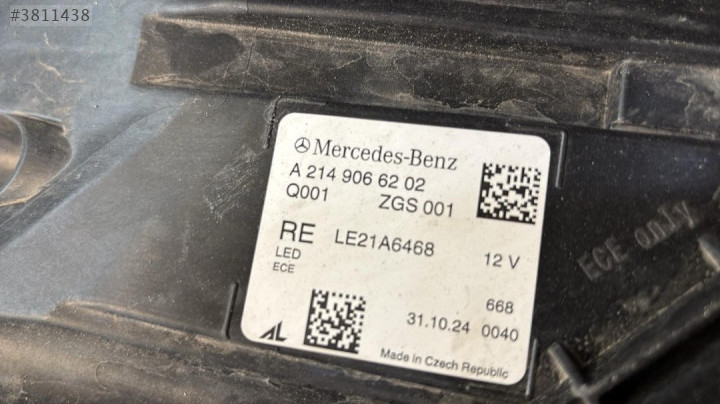 #3811438
Mercedes-Benz
A 214 906 62 02
Q001 ZGS 001
RE LE21A6468 12 V
LED
ECE
668
31.10.24 0040
AL
Made in Czech Republic
ECE only